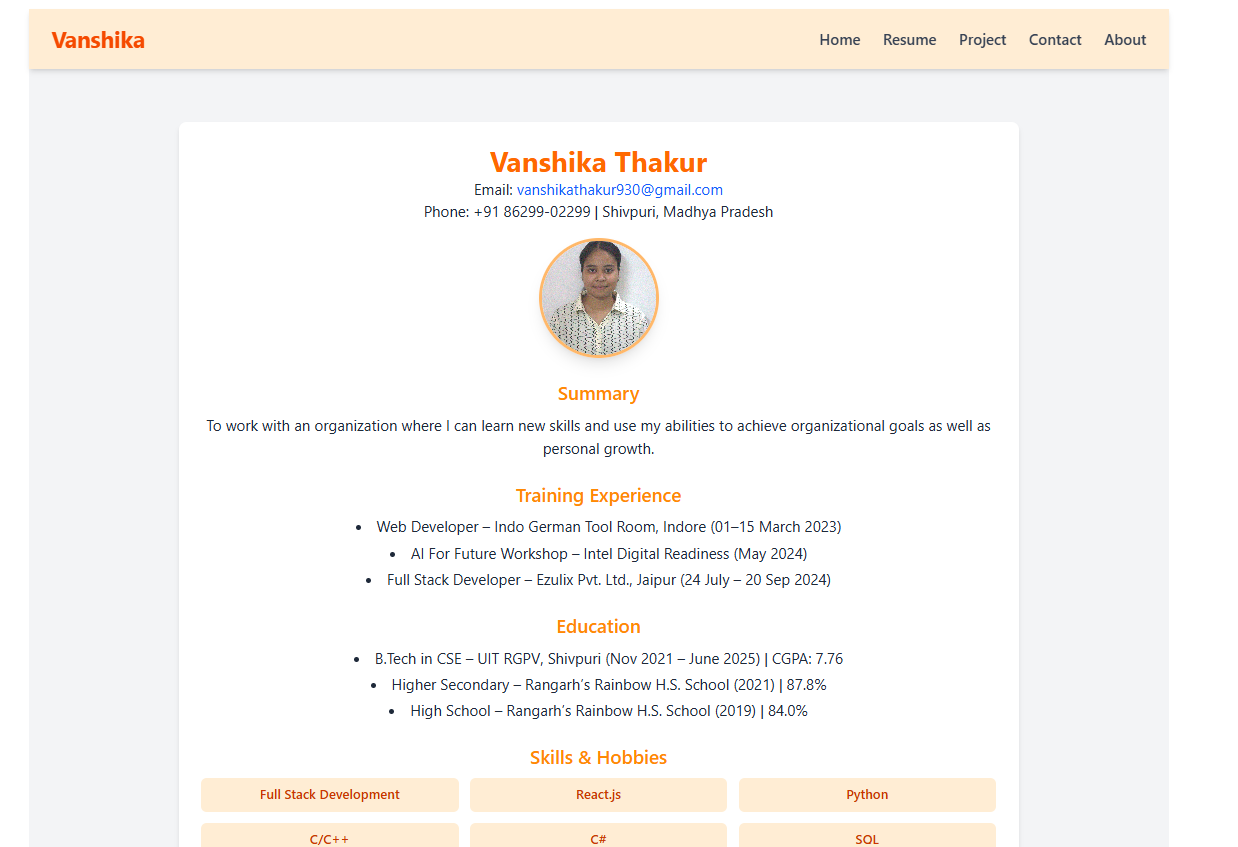 Vanshika
Home Resume Project Contact About
Vanshika Thakur
Email: vanshikathakur930@gmail.com
Phone: +91 86299-02299 | Shivpuri, Madhya Pradesh
Summary
To work with an organization where I can learn new skills and use my abilities to achieve organizational goals as well as
personal growth.
Training Experience
• Web Developer – Indo German Tool Room, Indore (01–15 March 2023)
• AI For Future Workshop – Intel Digital Readiness (May 2024)
• Full Stack Developer – Ezulix Pvt. Ltd., Jaipur (24 July – 20 Sep 2024)
Education
• B.Tech in CSE – UIT RGPV, Shivpuri (Nov 2021 – June 2025) | CGPA: 7.76
• Higher Secondary – Rangarh's Rainbow H.S. School (2021) | 87.8%
• High School – Rangarh's Rainbow H.S. School (2019) | 84.0%
Skills & Hobbies
Full Stack Development React.js Python
C/C++ C# SQL